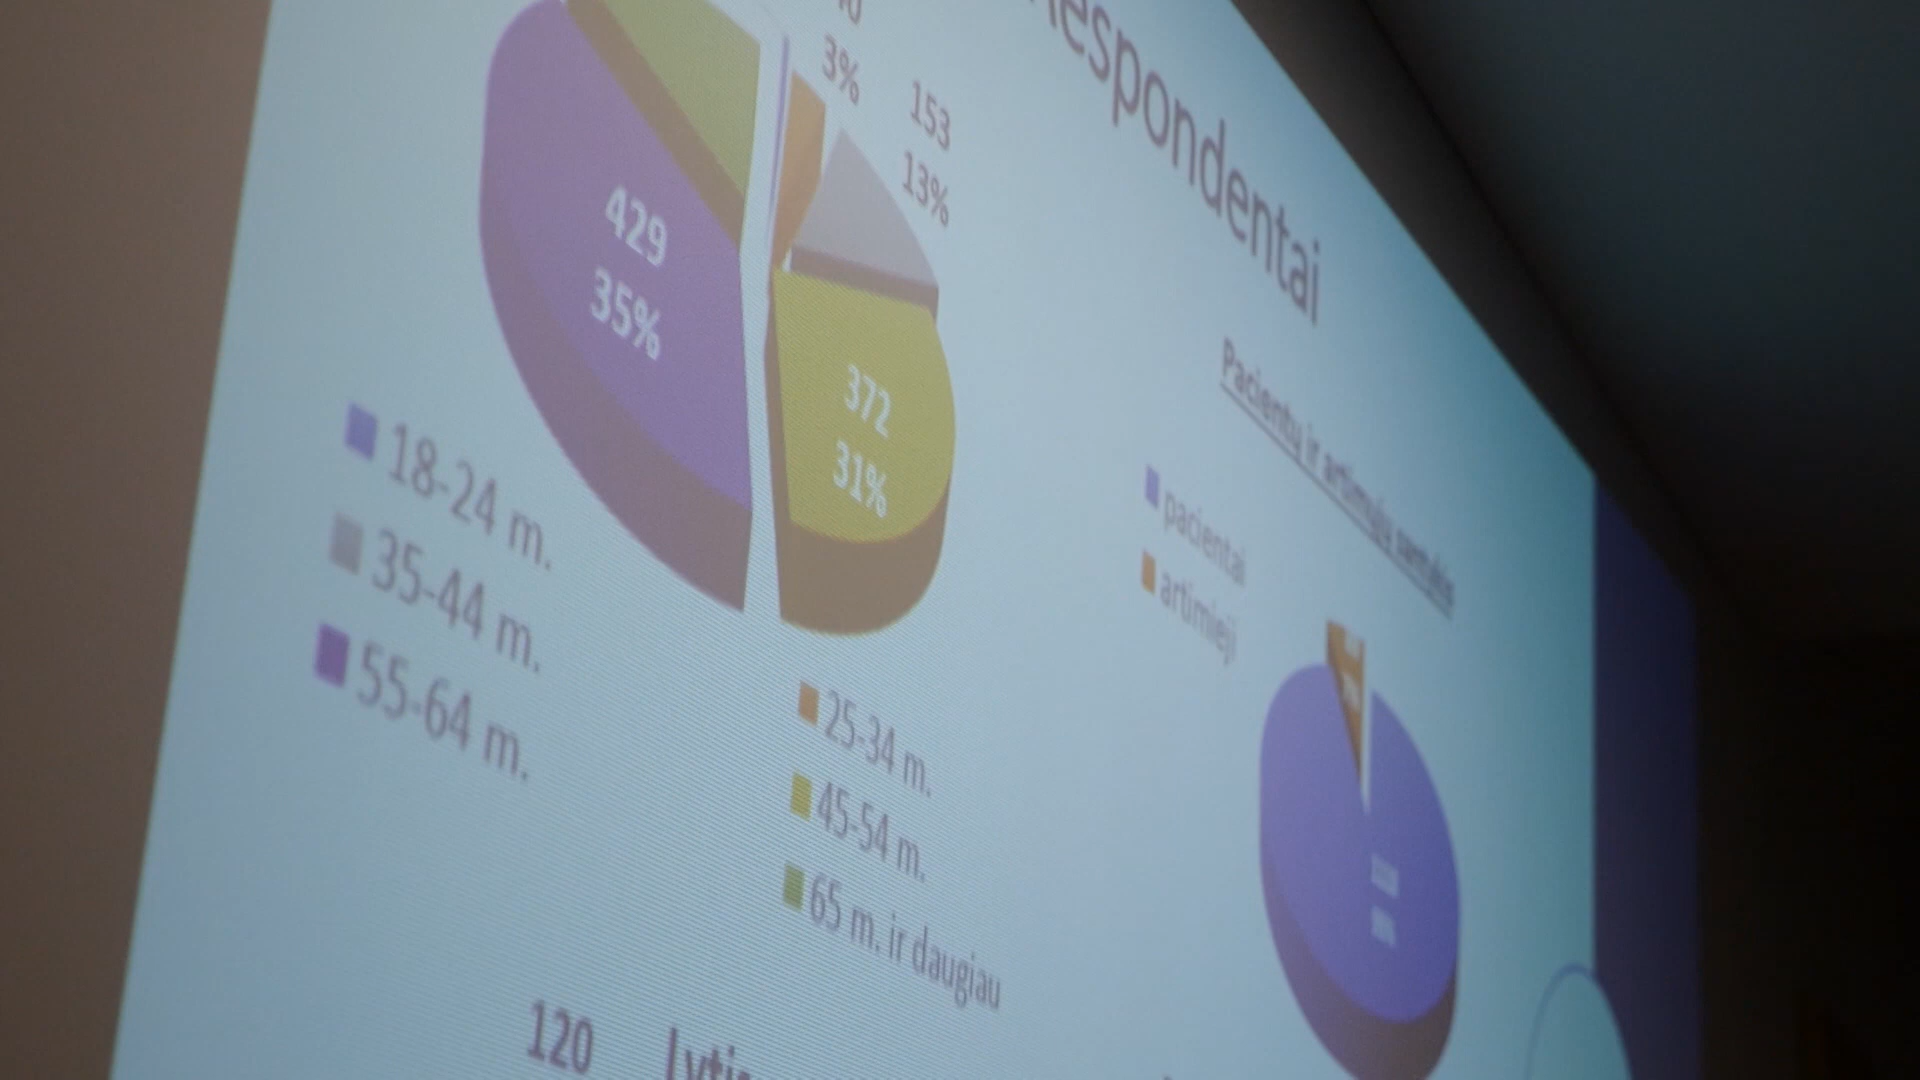 Respondentai
3%
153
13%
429
35%
372
31%
18-24 m.
35-44 m.
55-64 m.
25-34 m.
45-54 m.
65 m. ir daugiau
Pacientų ir artimųjų santykis
pacientai
artimieji
120
Lytis